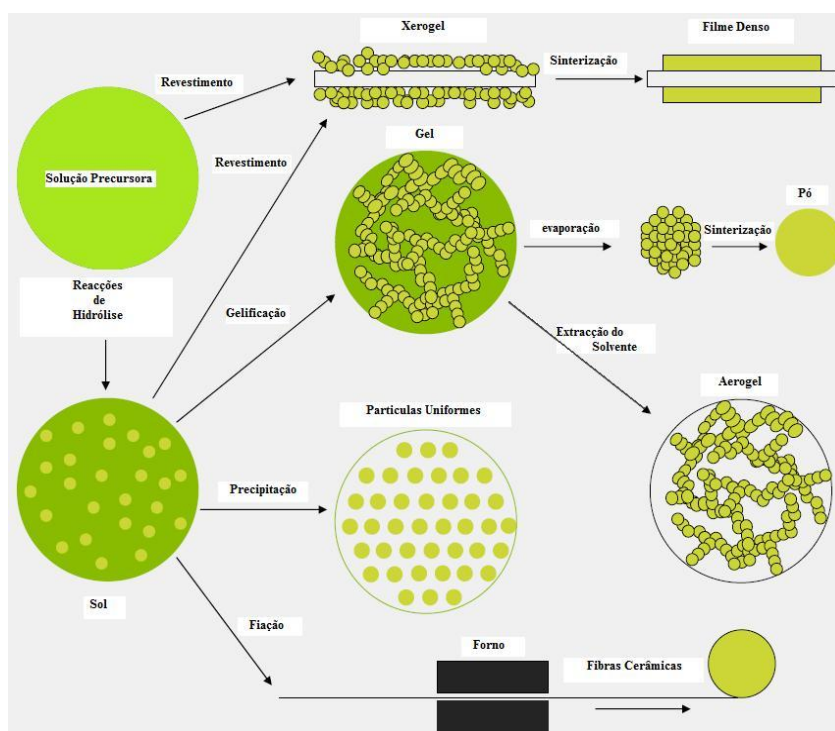 Xerogel
Filme Denso
Revestimento
Sinterização
Solução Precursora
Revestimento
Gel
Pó
evaporação
Sinterização
Reacções
de
Hidrólise
Gelificação
Extracção do
Solvente
Aerogel
Particulas Uniformes
Precipitação
Sol
Fiação
Forno
Fibras Cerâmicas